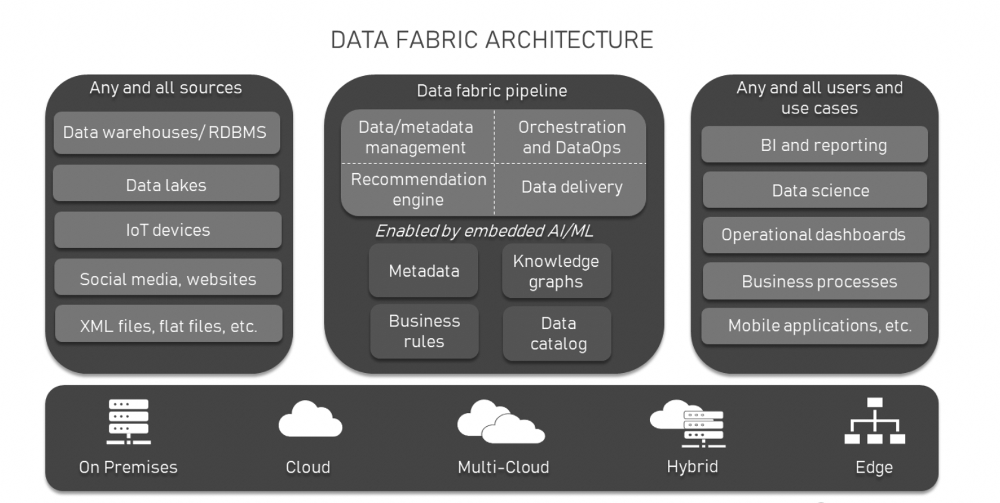 DATA FABRIC ARCHITECTURE
Any and all sources
Data warehouses/ RDBMS
Data lakes
IoT devices
Social media, websites
XML files, flat files, etc.
Data fabric pipeline
Data/metadata
management
Orchestration
and DataOps
Recommendation
engine
Data delivery
Enabled by embedded AI/ML
Metadata
Knowledge
graphs
Business
rules
Data
catalog
Any and all users and
use cases
BI and reporting
Data science
Operational dashboards
Business processes
Mobile applications, etc.
On Premises
Cloud
Multi-Cloud
Hybrid
Edge